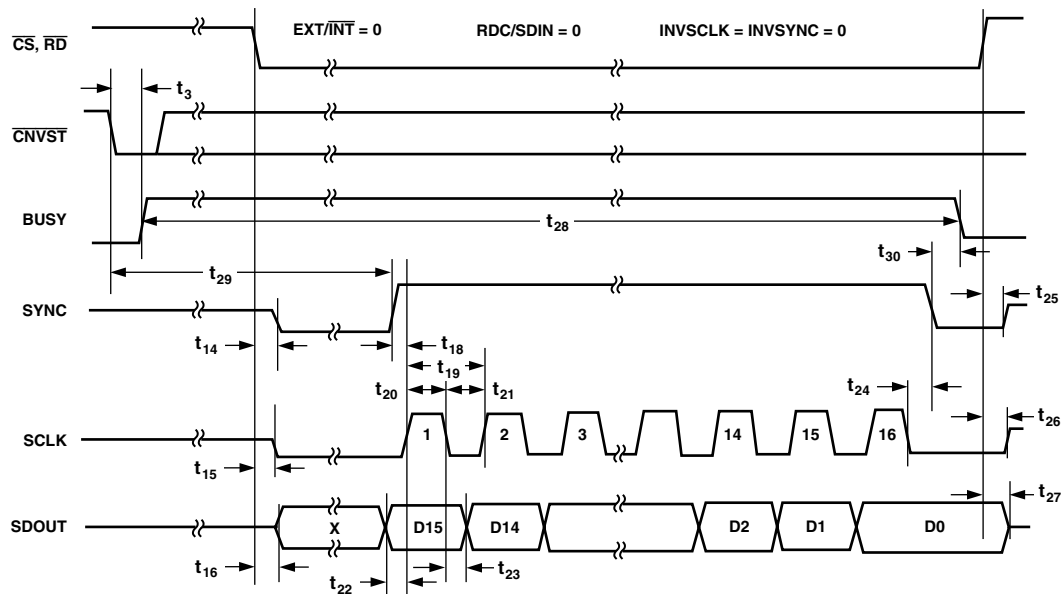 EXT/INT = 0 RDC/SDIN = 0 INVSCLK = INVSYNC = 0
CS, RD
t3
CNVST
BUSY
t28
t30
t29
t25
SYNC
t14
t18
t19
t20
t21
t24
t26
SCLK
1 2 3 14 15 16
t15
t27
SDOUT
X D15 D14 D2 D1 D0
t16
t22
t23